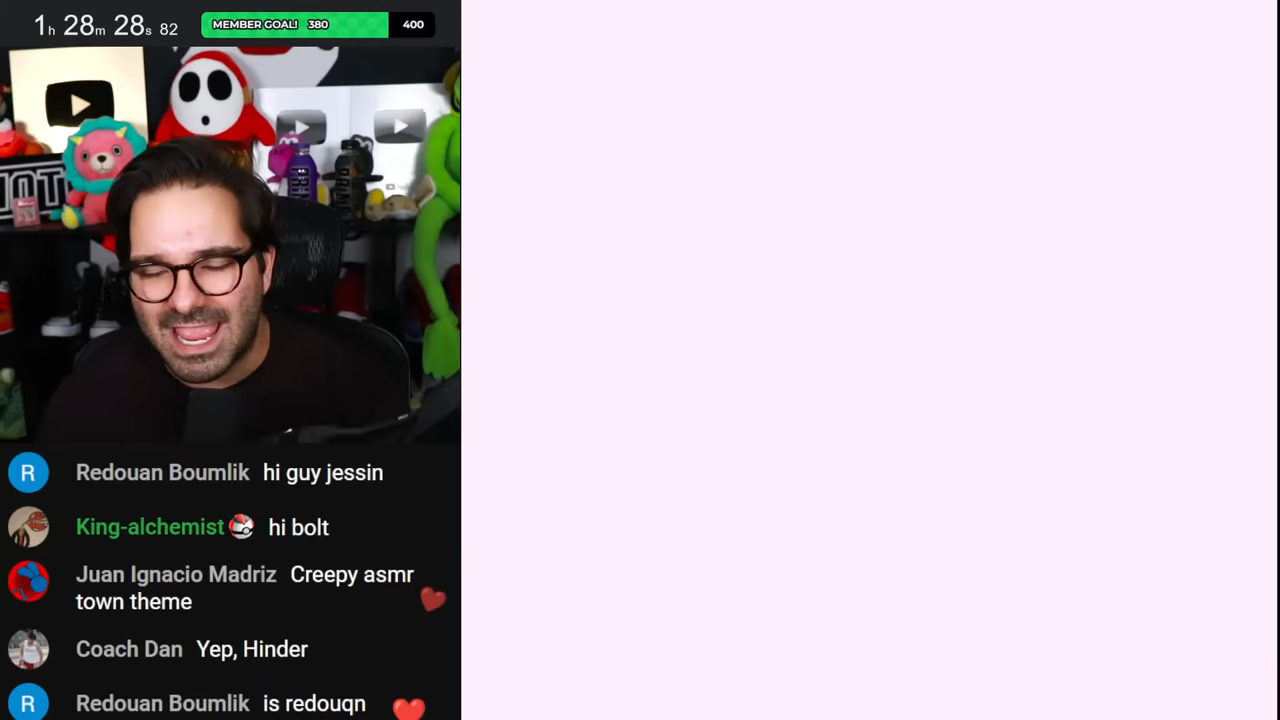 1h 28m 28s 82
MEMBER GOAL! 380 400
Redouan Boumlik hi guy jessin
King-alchemist hi bolt
Juan Ignacio Madriz Creepy asmr
town theme
Coach Dan Yep, Hinder
Redouan Boumlik is redouqn
R
R